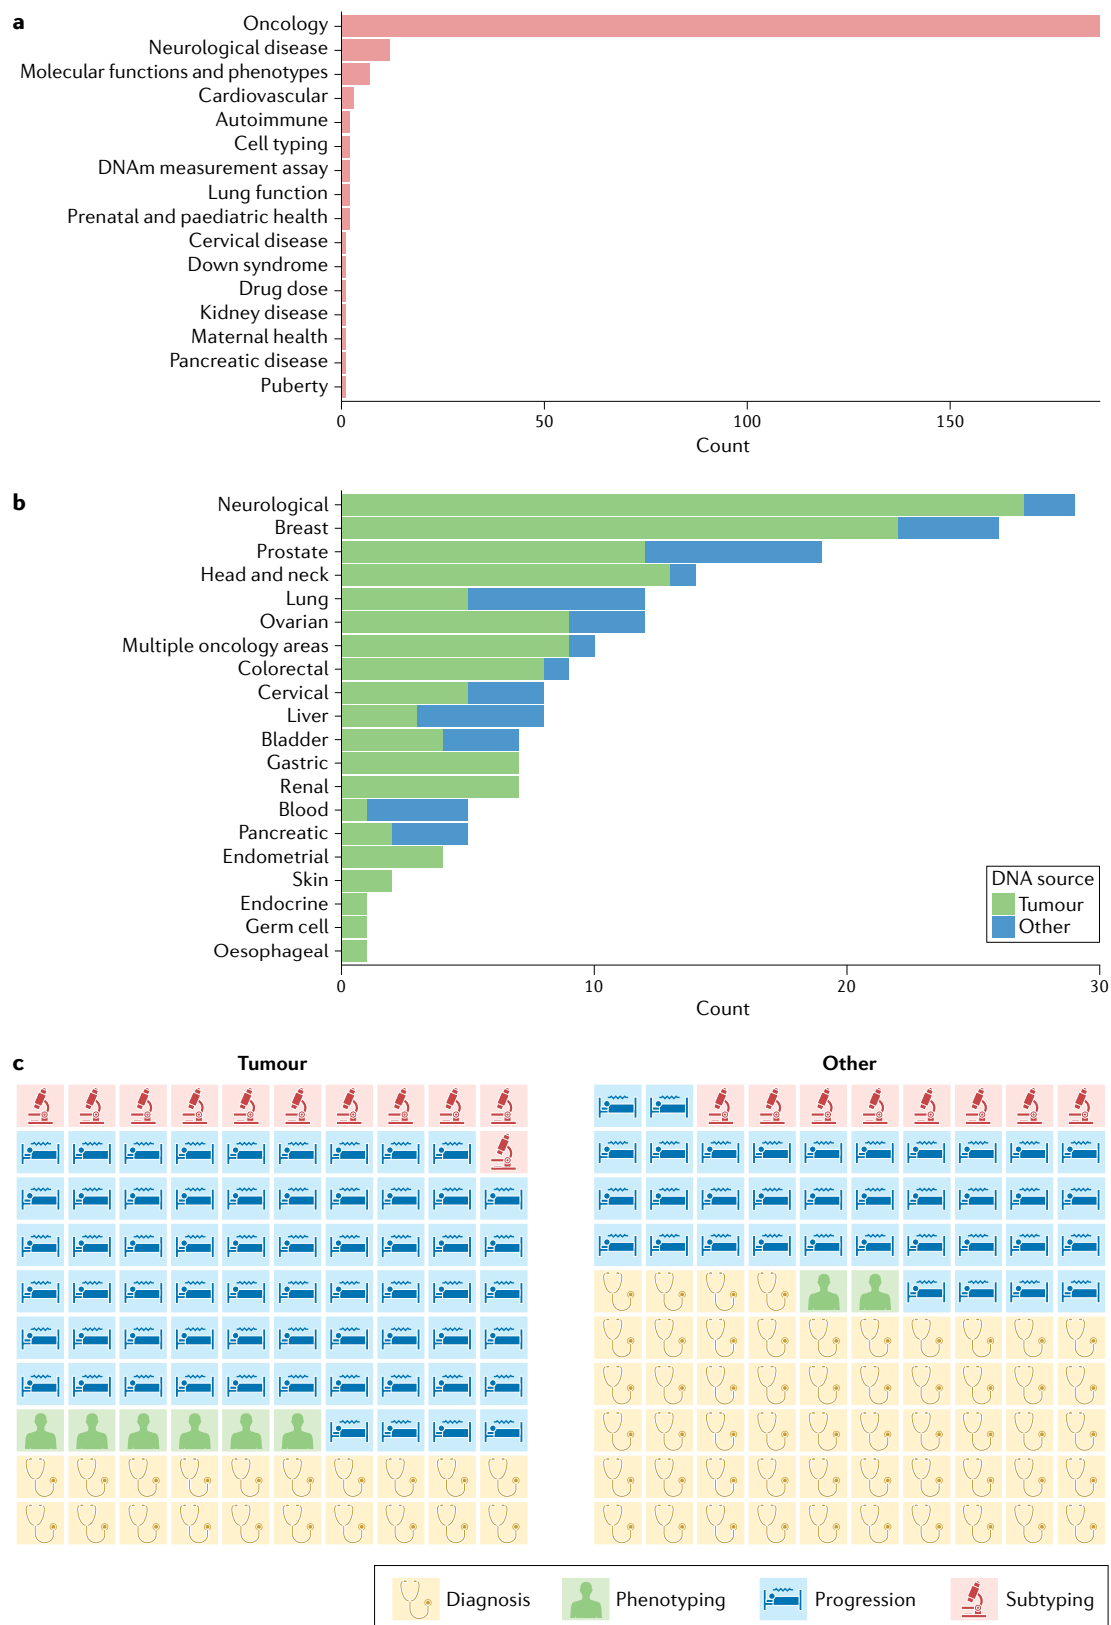 a
Oncology
Neurological disease
Molecular functions and phenotypes
Cardiovascular
Autoimmune
Cell typing
DNAm measurement assay
Lung function
Prenatal and paediatric health
Cervical disease
Down syndrome
Drug dose
Kidney disease
Maternal health
Pancreatic disease
Puberty
0 50 100 150
Count
b
Neurological
Breast
Prostate
Head and neck
Lung
Ovarian
Multiple oncology areas
Colorectal
Cervical
Liver
Bladder
Gastric
Renal
Blood
Pancreatic
Endometrial
Skin
Endocrine
Germ cell
Oesophageal
DNA source
Tumour
Other
0 10 20 30
Count
c
Tumour
Other
Diagnosis Phenotyping Progression Subtyping